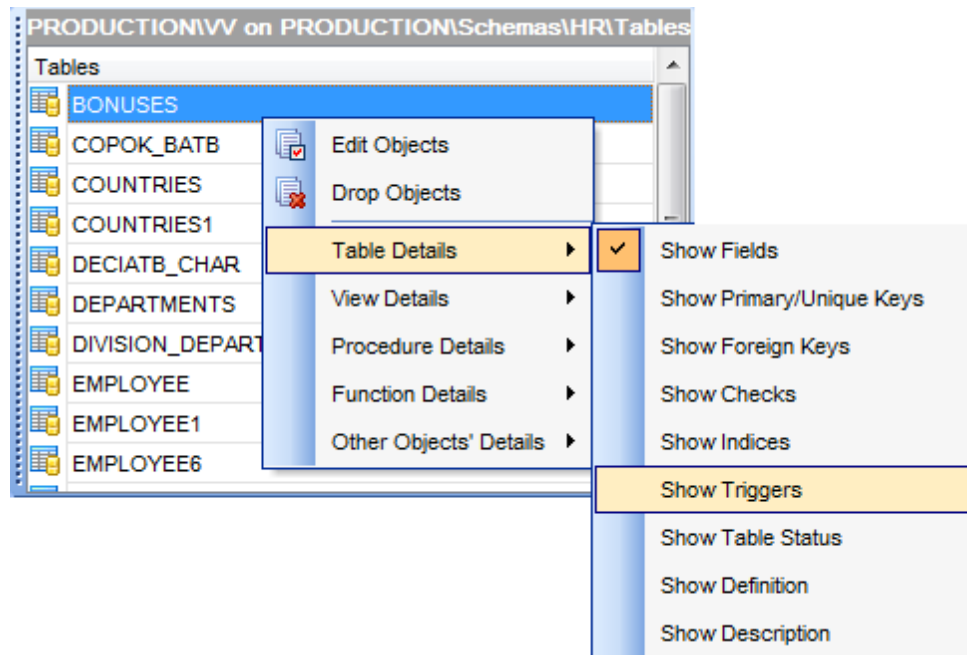 PRODUCTION\VV on PRODUCTION\Schemas\HR\Tables
Tables
BONUSES
COPOK_BATB
COUNTRIES
COUNTRIES1
DECIATB_CHAR
DEPARTMENTS
DIVISION_DEPART
EMPLOYEE
EMPLOYEE1
EMPLOYEE6
Edit Objects
Drop Objects
Table Details
View Details
Procedure Details
Function Details
Other Objects' Details
Show Fields
Show Primary/Unique Keys
Show Foreign Keys
Show Checks
Show Indices
Show Triggers
Show Table Status
Show Definition
Show Description